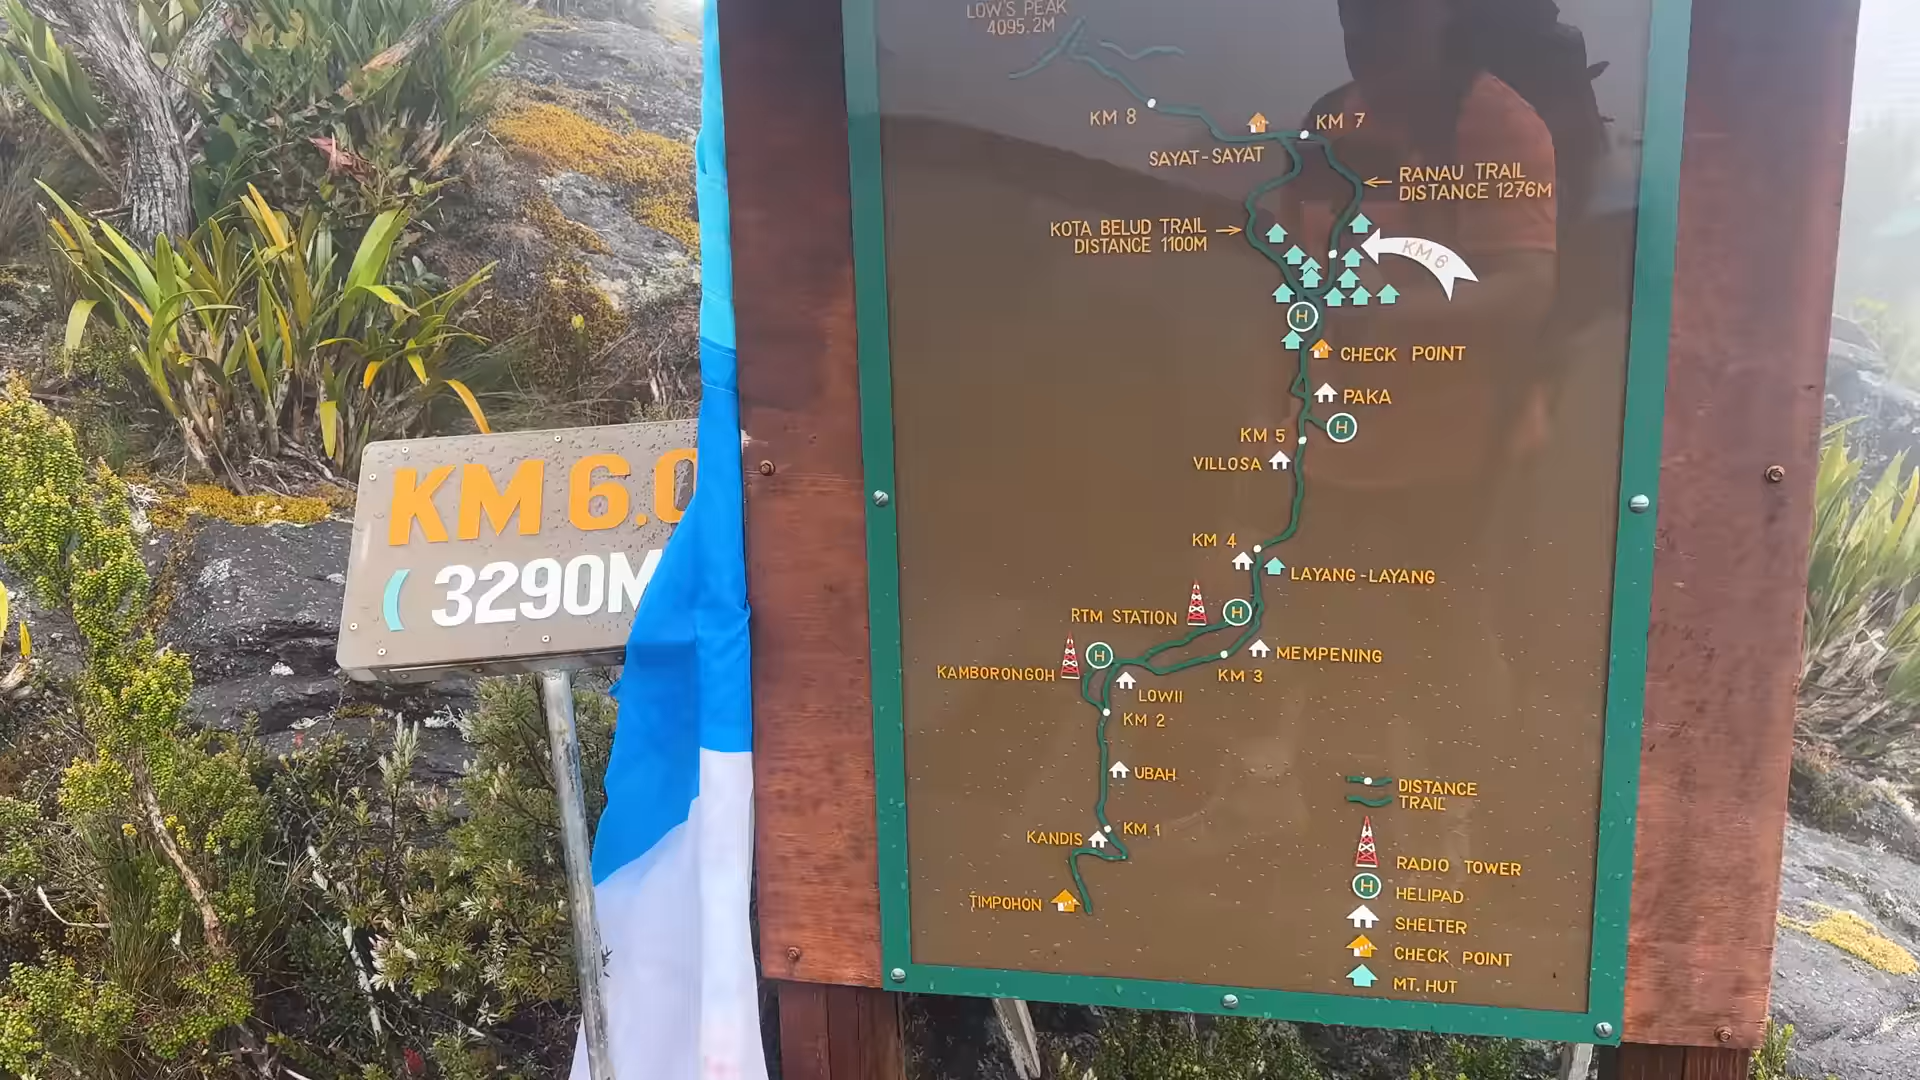 KM 6.0
3290M
LOW'S PEAK
4095.2M
KM 8
KM 7
SAYAT-SAYAT
RANAU TRAIL
DISTANCE 1276M
KOTA BELUD TRAIL
DISTANCE 1100M
KM 6
H
CHECK POINT
PAKA
H
KM 5
VILLOSA
KM 4
LAYANG-LAYANG
RTM STATION
H
MEMPENING
H
KAMBORONGOH
KM 3
LOWII
KM 2
UBAH
KM 1
KANDIS
TIMPOHON
DISTANCE
TRAIL
RADIO TOWER
H
HELIPAD
SHELTER
CHECK POINT
MT. HUT